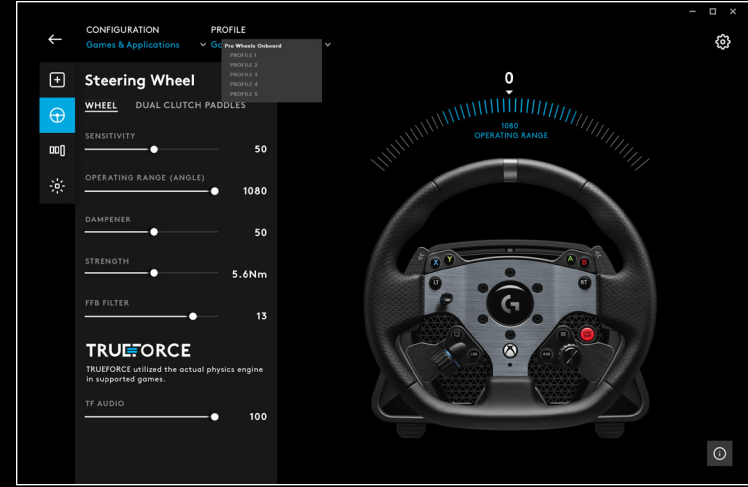 CONFIGURATION
PROFILE
Games & Applications
Pro Wheels Onboard
PROFILE 1
PROFILE 2
PROFILE 3
PROFILE 4
PROFILE 5
Steering Wheel
WHEEL
DUAL CLUTCH PADDLES
SENSITIVITY
50
OPERATING RANGE (ANGLE)
1080
DAMPENER
50
STRENGTH
5.6Nm
FFB FILTER
13
TRUEFORCE
TRUEFORCE utilized the actual physics engine
in supported games.
TF AUDIO
100
0
1080
OPERATING RANGE
X
Y
A
B
LT
RT
LSB
RSB
G